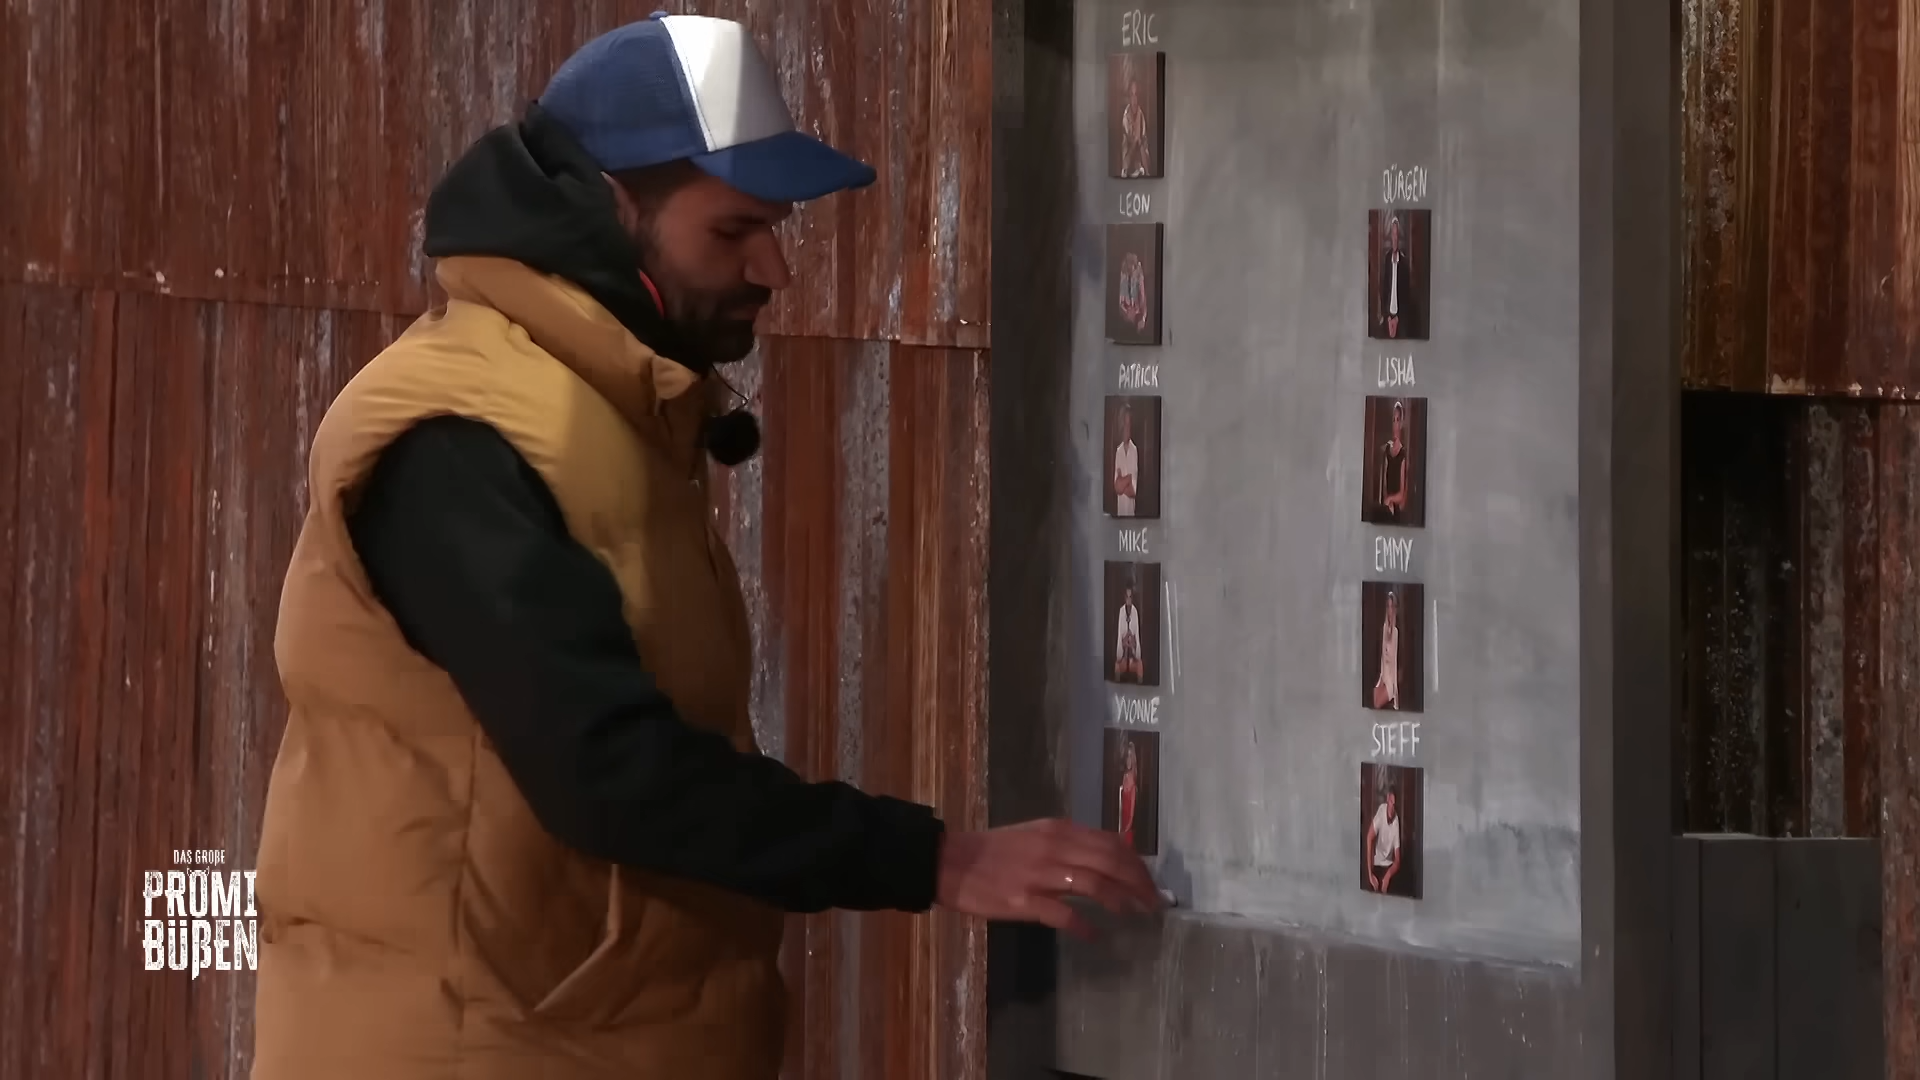 ERIC
LEON
PATRICK
MIKE
YVONNE
JÜRGEN
LISHA
EMMY
STEFF
DAS GROẞE
PROMI
BÜẞEN